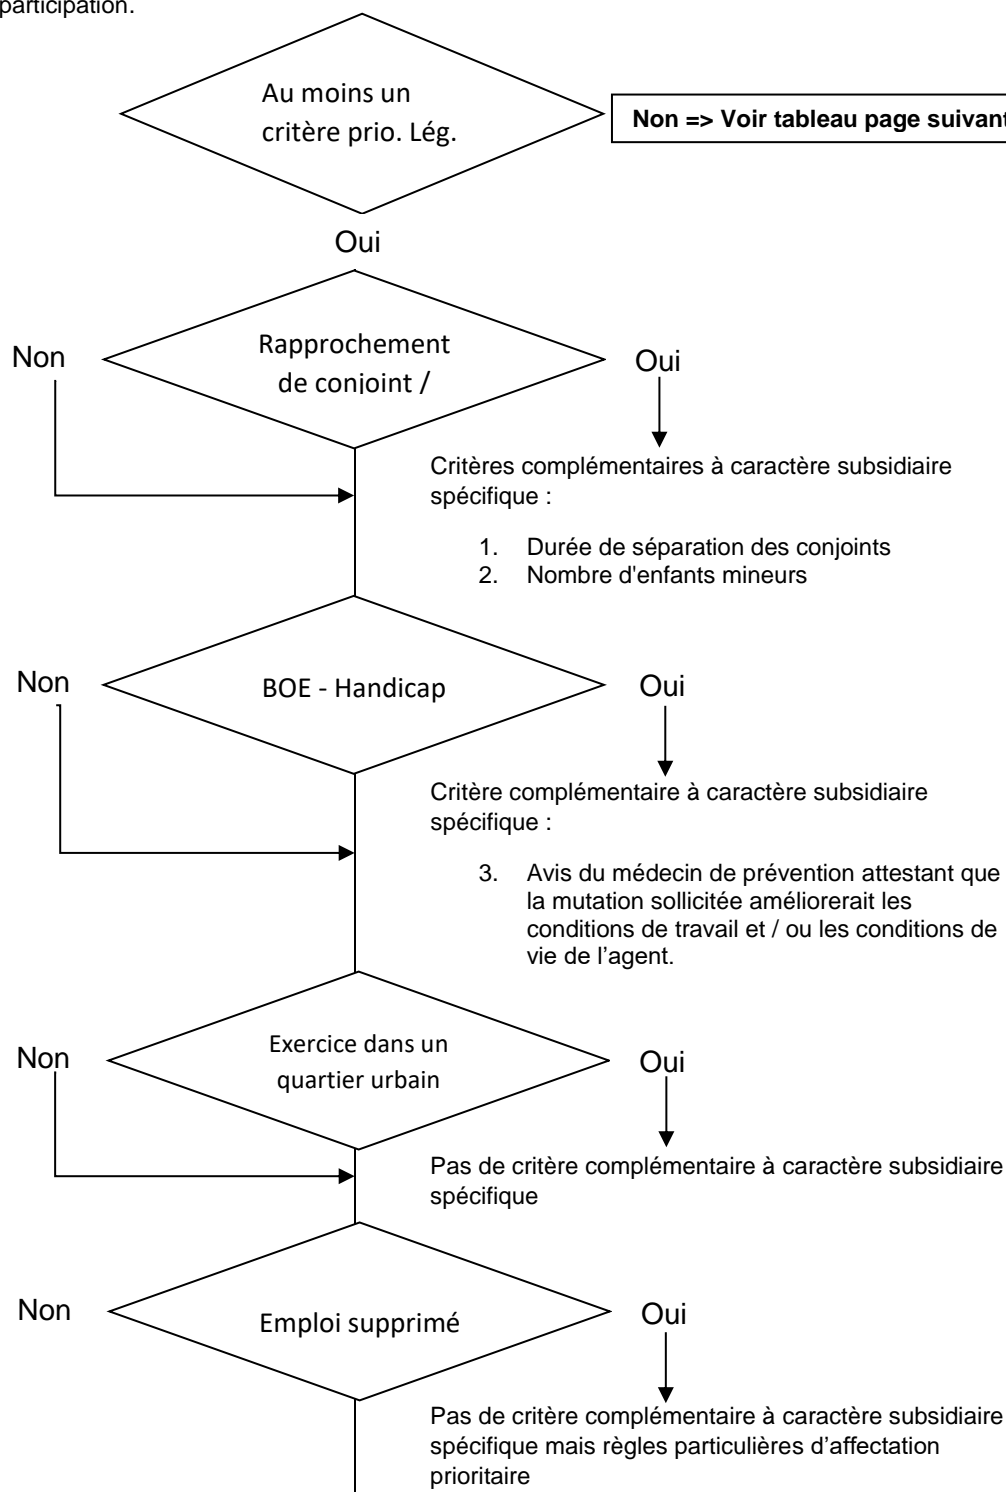 participation.
Au moins un
critère prio. Lég.
Non => Voir tableau page suivant
Oui
Rapprochement
de conjoint /
Non
Oui
Critères complémentaires à caractère subsidiaire
spécifique :
1. Durée de séparation des conjoints
2. Nombre d'enfants mineurs
Non
BOE - Handicap
Oui
Critère complémentaire à caractère subsidiaire
spécifique :
3. Avis du médecin de prévention attestant que
la mutation sollicitée améliorerait les
conditions de travail et / ou les conditions de
vie de l’agent.
Non
Exercice dans un
quartier urbain
Oui
Pas de critère complémentaire à caractère subsidiaire
spécifique
Non
Emploi supprimé
Oui
Pas de critère complémentaire à caractère subsidiaire
spécifique mais règles particulières d’affectation
prioritaire